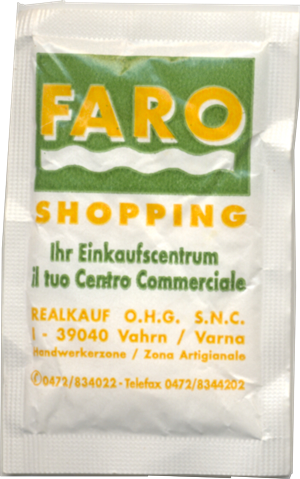 FARO
SHOPPING
Ihr Einkaufscentrum
il tuo Centro Commerciale
REALKAUF O.H.G. S.N.C.
I - 39040 Vahrn / Varna
Handwerkerzone / Zona Artigianale
✆0472/834022 - Telefax 0472/8344202